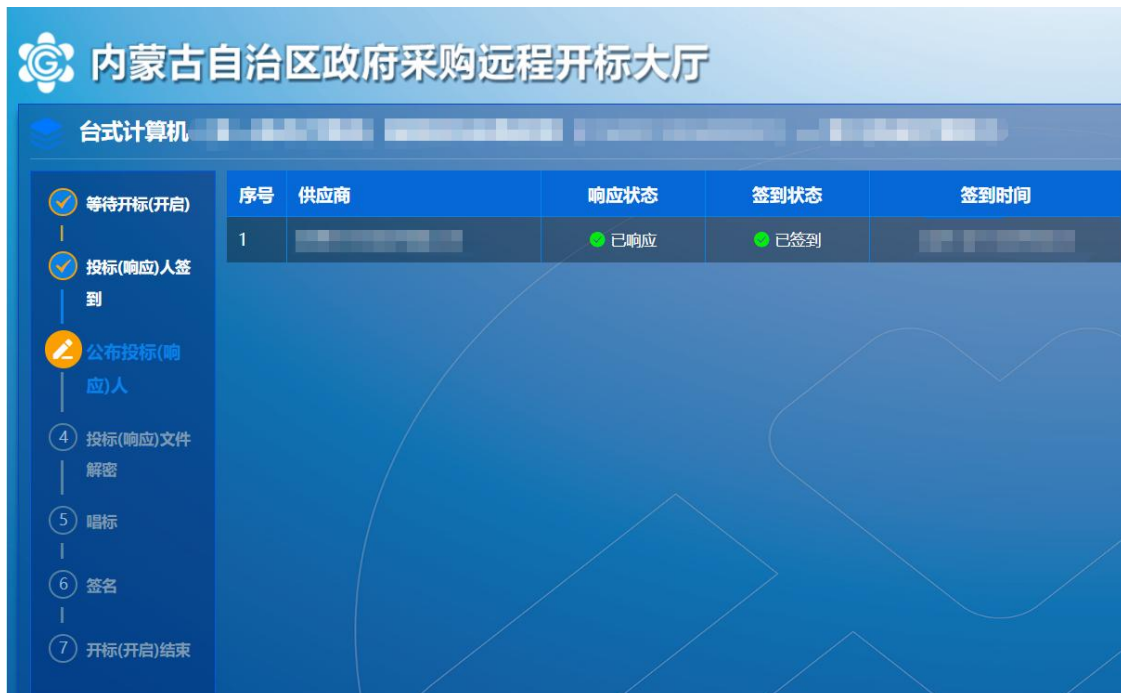 内蒙古自治区政府采购远程开标大厅
台式计算机
等待开标(开启)
投标(响应)人签
到
公布投标(响
应)人
4 投标(响应)文件
解密
5 唱标
6 签名
7 开标(开启)结束
序号 供应商 响应状态 签到状态 签到时间
1 已响应 已签到